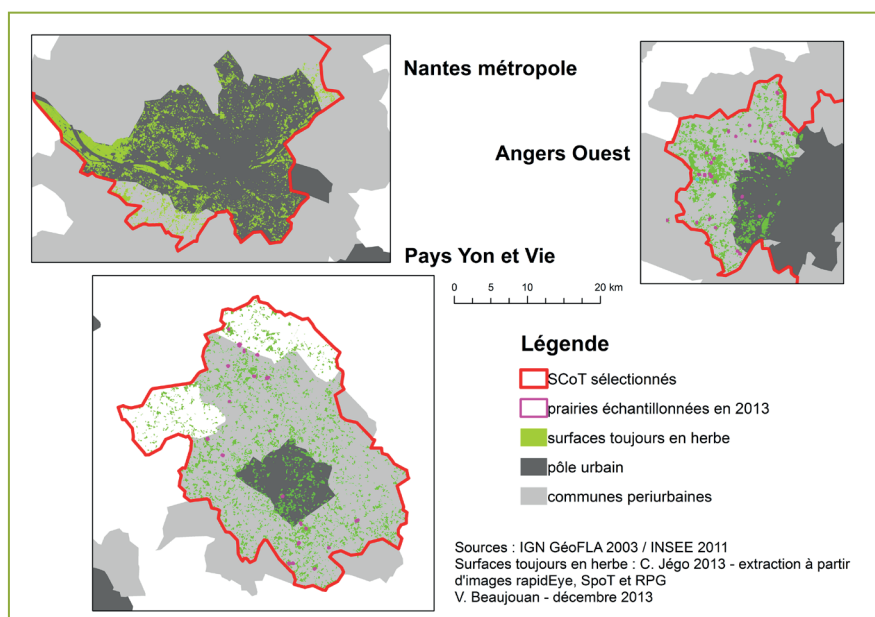 Nantes métropole
Angers Ouest
Pays Yon et Vie
0 5 10 20 km
Légende
SCoT sélectionnés
prairies échantillonnées en 2013
surfaces toujours en herbe
pôle urbain
communes periurbaines
Sources : IGN GéoFLA 2003 / INSEE 2011
Surfaces toujours en herbe : C. Jégo 2013 - extraction à partir
d'images rapidEye, SpoT et RPG
V. Beaujouan - décembre 2013